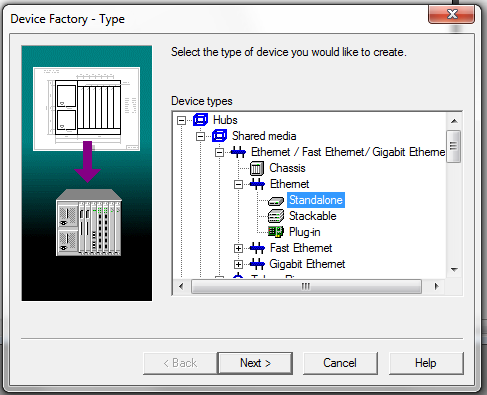 Device Factory - Type
Select the type of device you would like to create.
Device types
Hubs
Shared media
Ethernet / Fast Ethernet/ Gigabit Etherne
Chassis
Ethernet
Standalone
Stackable
Plug-in
Fast Ethernet
Gigabit Ethernet
< Back
Next >
Cancel
Help